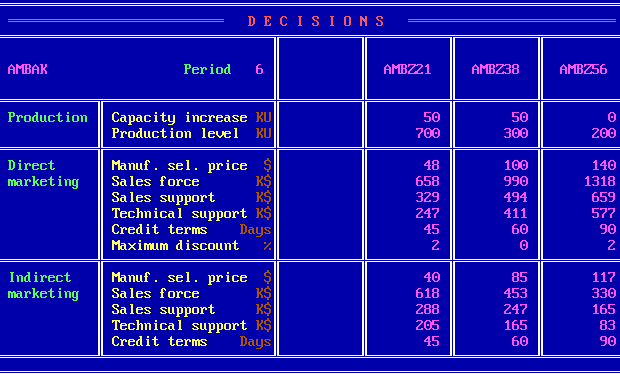 D E C I S I O N S
AMBAK Period 6 AMBZ21 AMBZ38 AMBZ56
Production Capacity increase KU 50 50 0
Production level KU 700 300 200
Direct Manuf. sel. price $ 48 100 140
marketing Sales force K$ 658 990 1318
Sales support K$ 329 494 659
Technical support K$ 247 411 577
Credit terms Days 45 60 90
Maximum discount % 2 0 2
Indirect Manuf. sel. price $ 40 85 117
marketing Sales force K$ 618 453 330
Sales support K$ 288 247 165
Technical support K$ 205 165 83
Credit terms Days 45 60 90